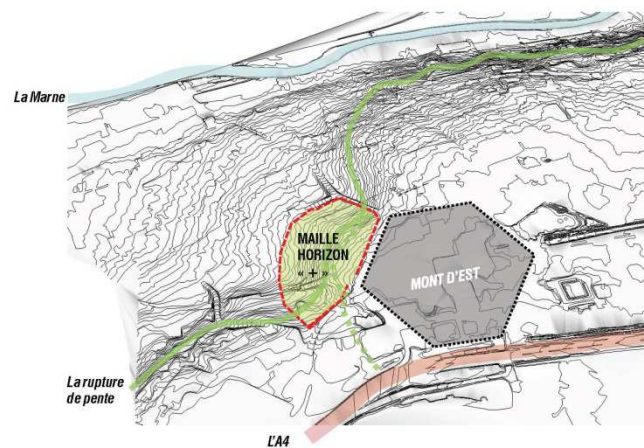 La Marne
MAILLE
HORIZON
« + »
MONT D'EST
La rupture
de pente
L'A4